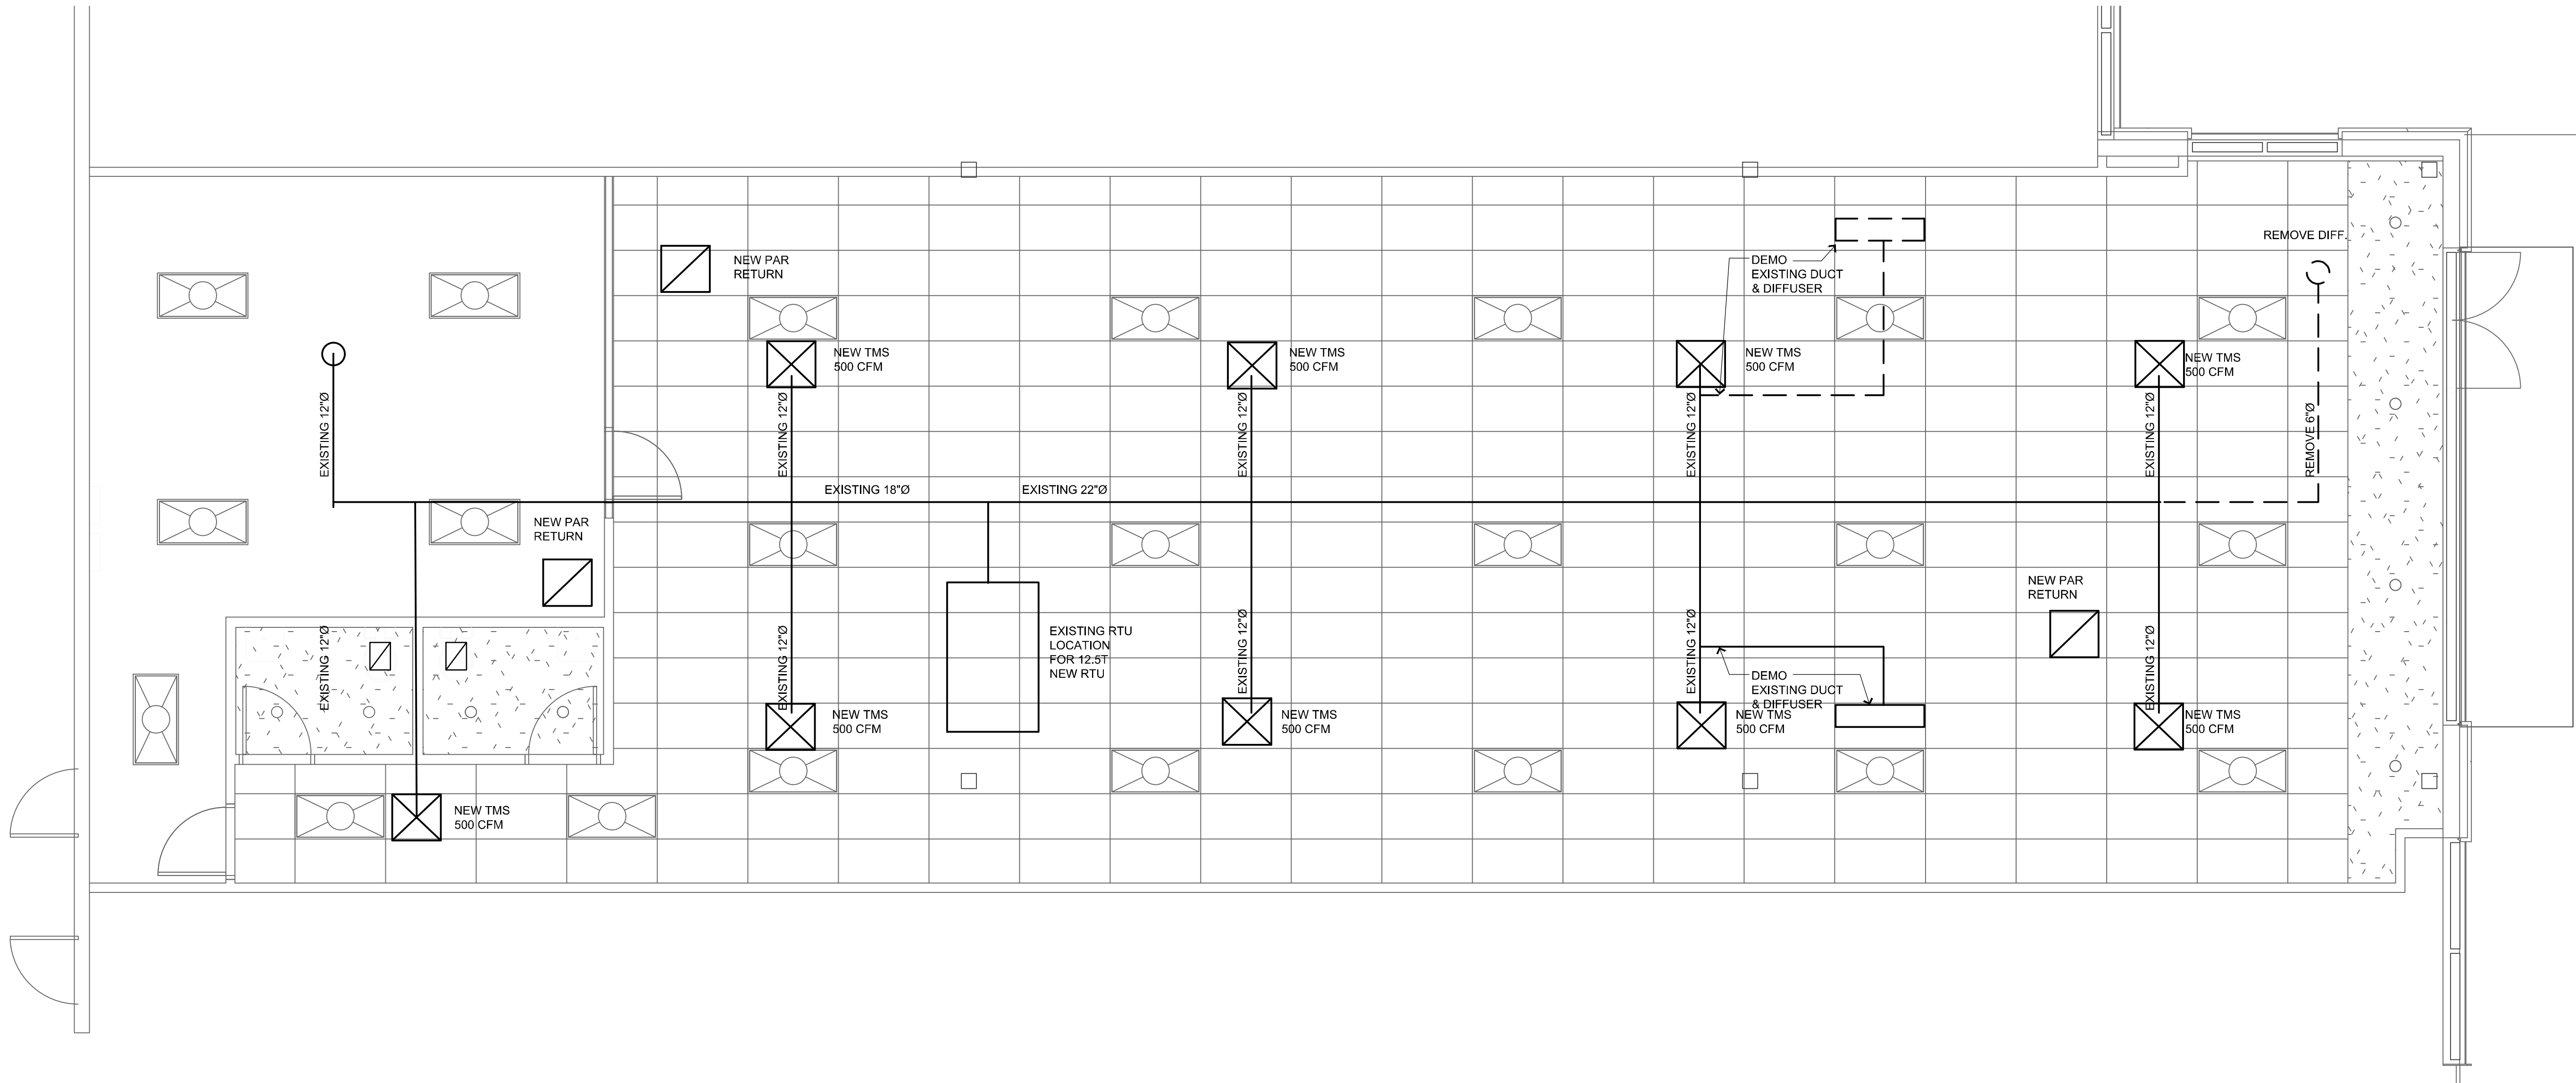 REMOVE DIFF.
NEW PAR
RETURN
DEMO
EXISTING DUCT
& DIFFUSER
NEW TMS
500 CFM
NEW TMS
500 CFM
NEW TMS
500 CFM
NEW TMS
500 CFM
EXISTING 12"Ø
EXISTING 12"Ø
EXISTING 12"Ø
EXISTING 12"Ø
EXISTING 12"Ø
REMOVE 6"Ø
EXISTING 18"Ø
EXISTING 22"Ø
NEW PAR
RETURN
NEW PAR
RETURN
EXISTING RTU
LOCATION
FOR 12.5T
NEW RTU
EXISTING 12"Ø
EXISTING 12"Ø
EXISTING 12"Ø
EXISTING 12"Ø
EXISTING 12"Ø
DEMO
EXISTING DUCT
& DIFFUSER
NEW TMS
500 CFM
NEW TMS
500 CFM
NEW TMS
500 CFM
NEW TMS
500 CFM
NEW TMS
500 CFM